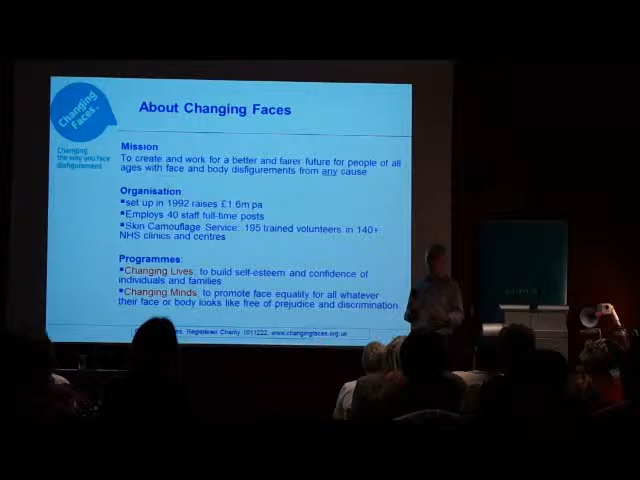 Changing
Faces.
Changing
the way you face
disfigurement
About Changing Faces
Mission
To create and work for a better and fairer future for people of all
ages with face and body disfigurements from any cause
Organisation:
▪set up in 1992 raises £1.6m pa
▪Employs 40 staff full-time posts
▪Skin Camouflage Service: 195 trained volunteers in 140+
NHS clinics and centres
Programmes:
▪Changing Lives: to build self-esteem and confidence of
individuals and families
▪Changing Minds: to promote face equality for all whatever
their face or body looks like free of prejudice and discrimination
Registered Charity 1011222, www.changingfaces.org.uk